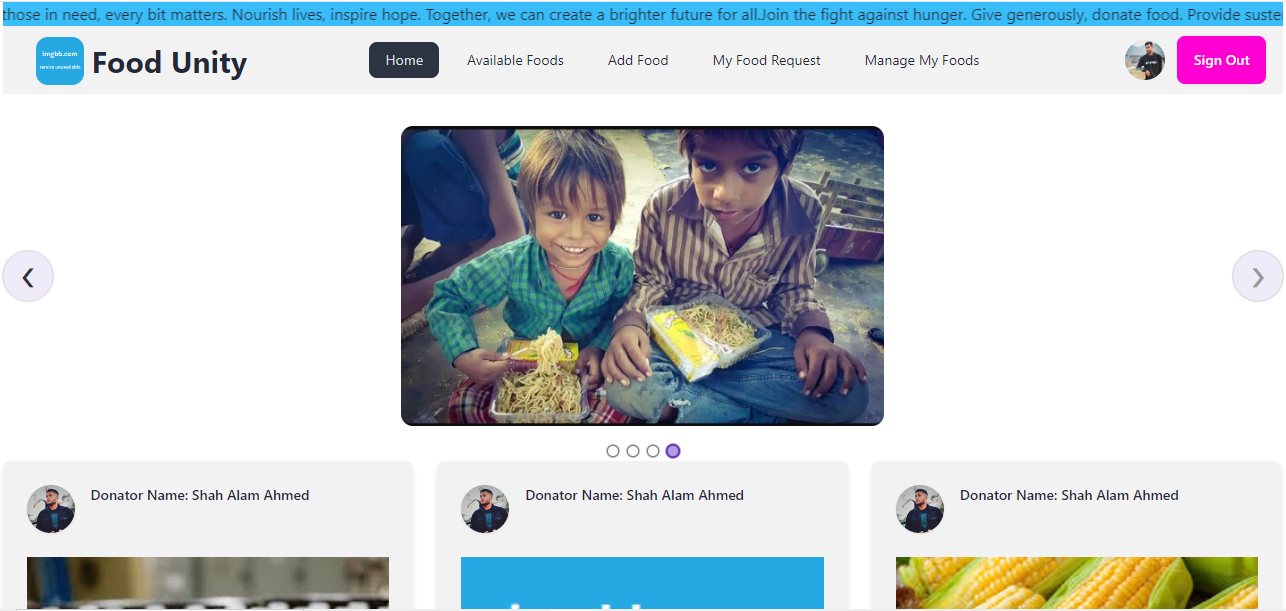 those in need, every bit matters. Nourish lives, inspire hope. Together, we can create a brighter future for all.Join the fight against hunger. Give generously, donate food. Provide suste
imgbb.com
service unavailable
Food Unity
Home
Available Foods
Add Food
My Food Request
Manage My Foods
Sign Out
Donator Name: Shah Alam Ahmed
Donator Name: Shah Alam Ahmed
Donator Name: Shah Alam Ahmed